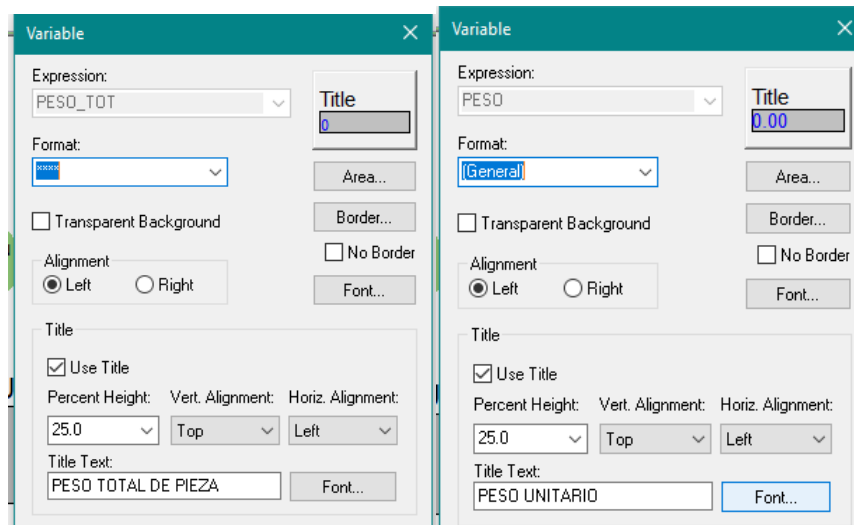 Variable
Expression:
PESO_TOT
Title
0
Format:
****
Area...
Transparent Background
Border...
No Border
Alignment
Left Right
Font...
Title
Use Title
Percent Height: Vert. Alignment: Horiz. Alignment:
25.0 Top Left
Title Text:
PESO TOTAL DE PIEZA Font...
Variable
Expression:
PESO
Title
0.00
Format:
(General)
Area...
Transparent Background
Border...
No Border
Alignment
Left Right
Font...
Title
Use Title
Percent Height: Vert. Alignment: Horiz. Alignment:
25.0 Top Left
Title Text:
PESO UNITARIO Font...